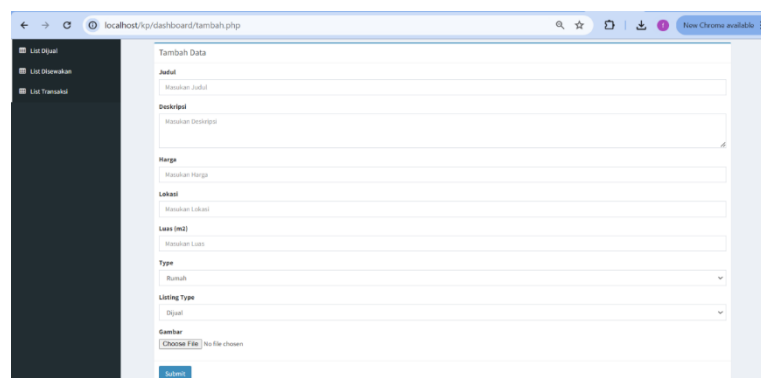 localhost/kp/dashboard/tambah.php
New Chrome available
List Dijual
List Disewakan
List Transaksi
Tambah Data
Judul
Masukan Judul
Deskripsi
Masukan Deskripsi
Harga
Masukan Harga
Lokasi
Masukan Lokasi
Luas (m2)
Masukan Luas
Type
Rumah
Listing Type
Dijual
Gambar
Choose File No file chosen
Submit